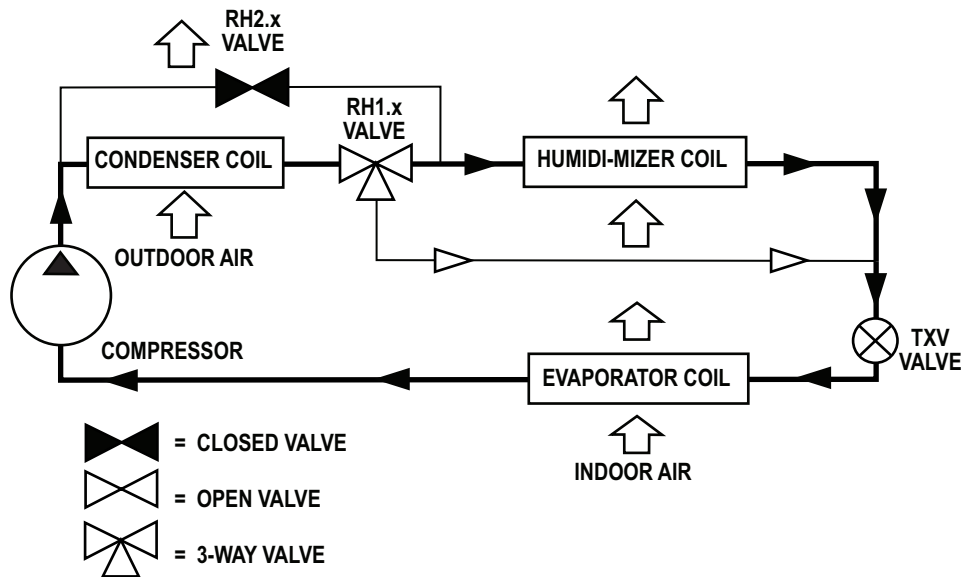 RH2.x
VALVE
RH1.x
VALVE
CONDENSER COIL
HUMIDI-MIZER COIL
OUTDOOR AIR
COMPRESSOR
TXV
VALVE
EVAPORATOR COIL
INDOOR AIR
= CLOSED VALVE
= OPEN VALVE
= 3-WAY VALVE